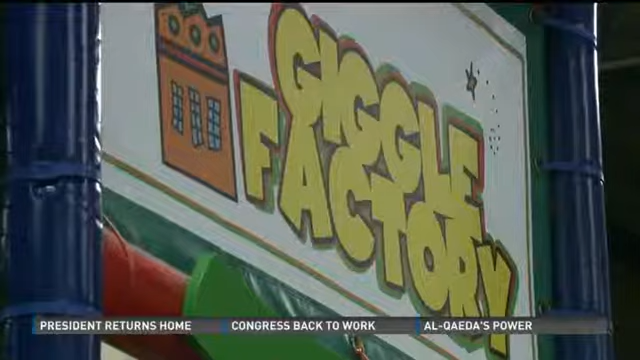 GIGGLE
FACTORY
PRESIDENT RETURNS HOME CONGRESS BACK TO WORK AL-QAEDA'S POWER